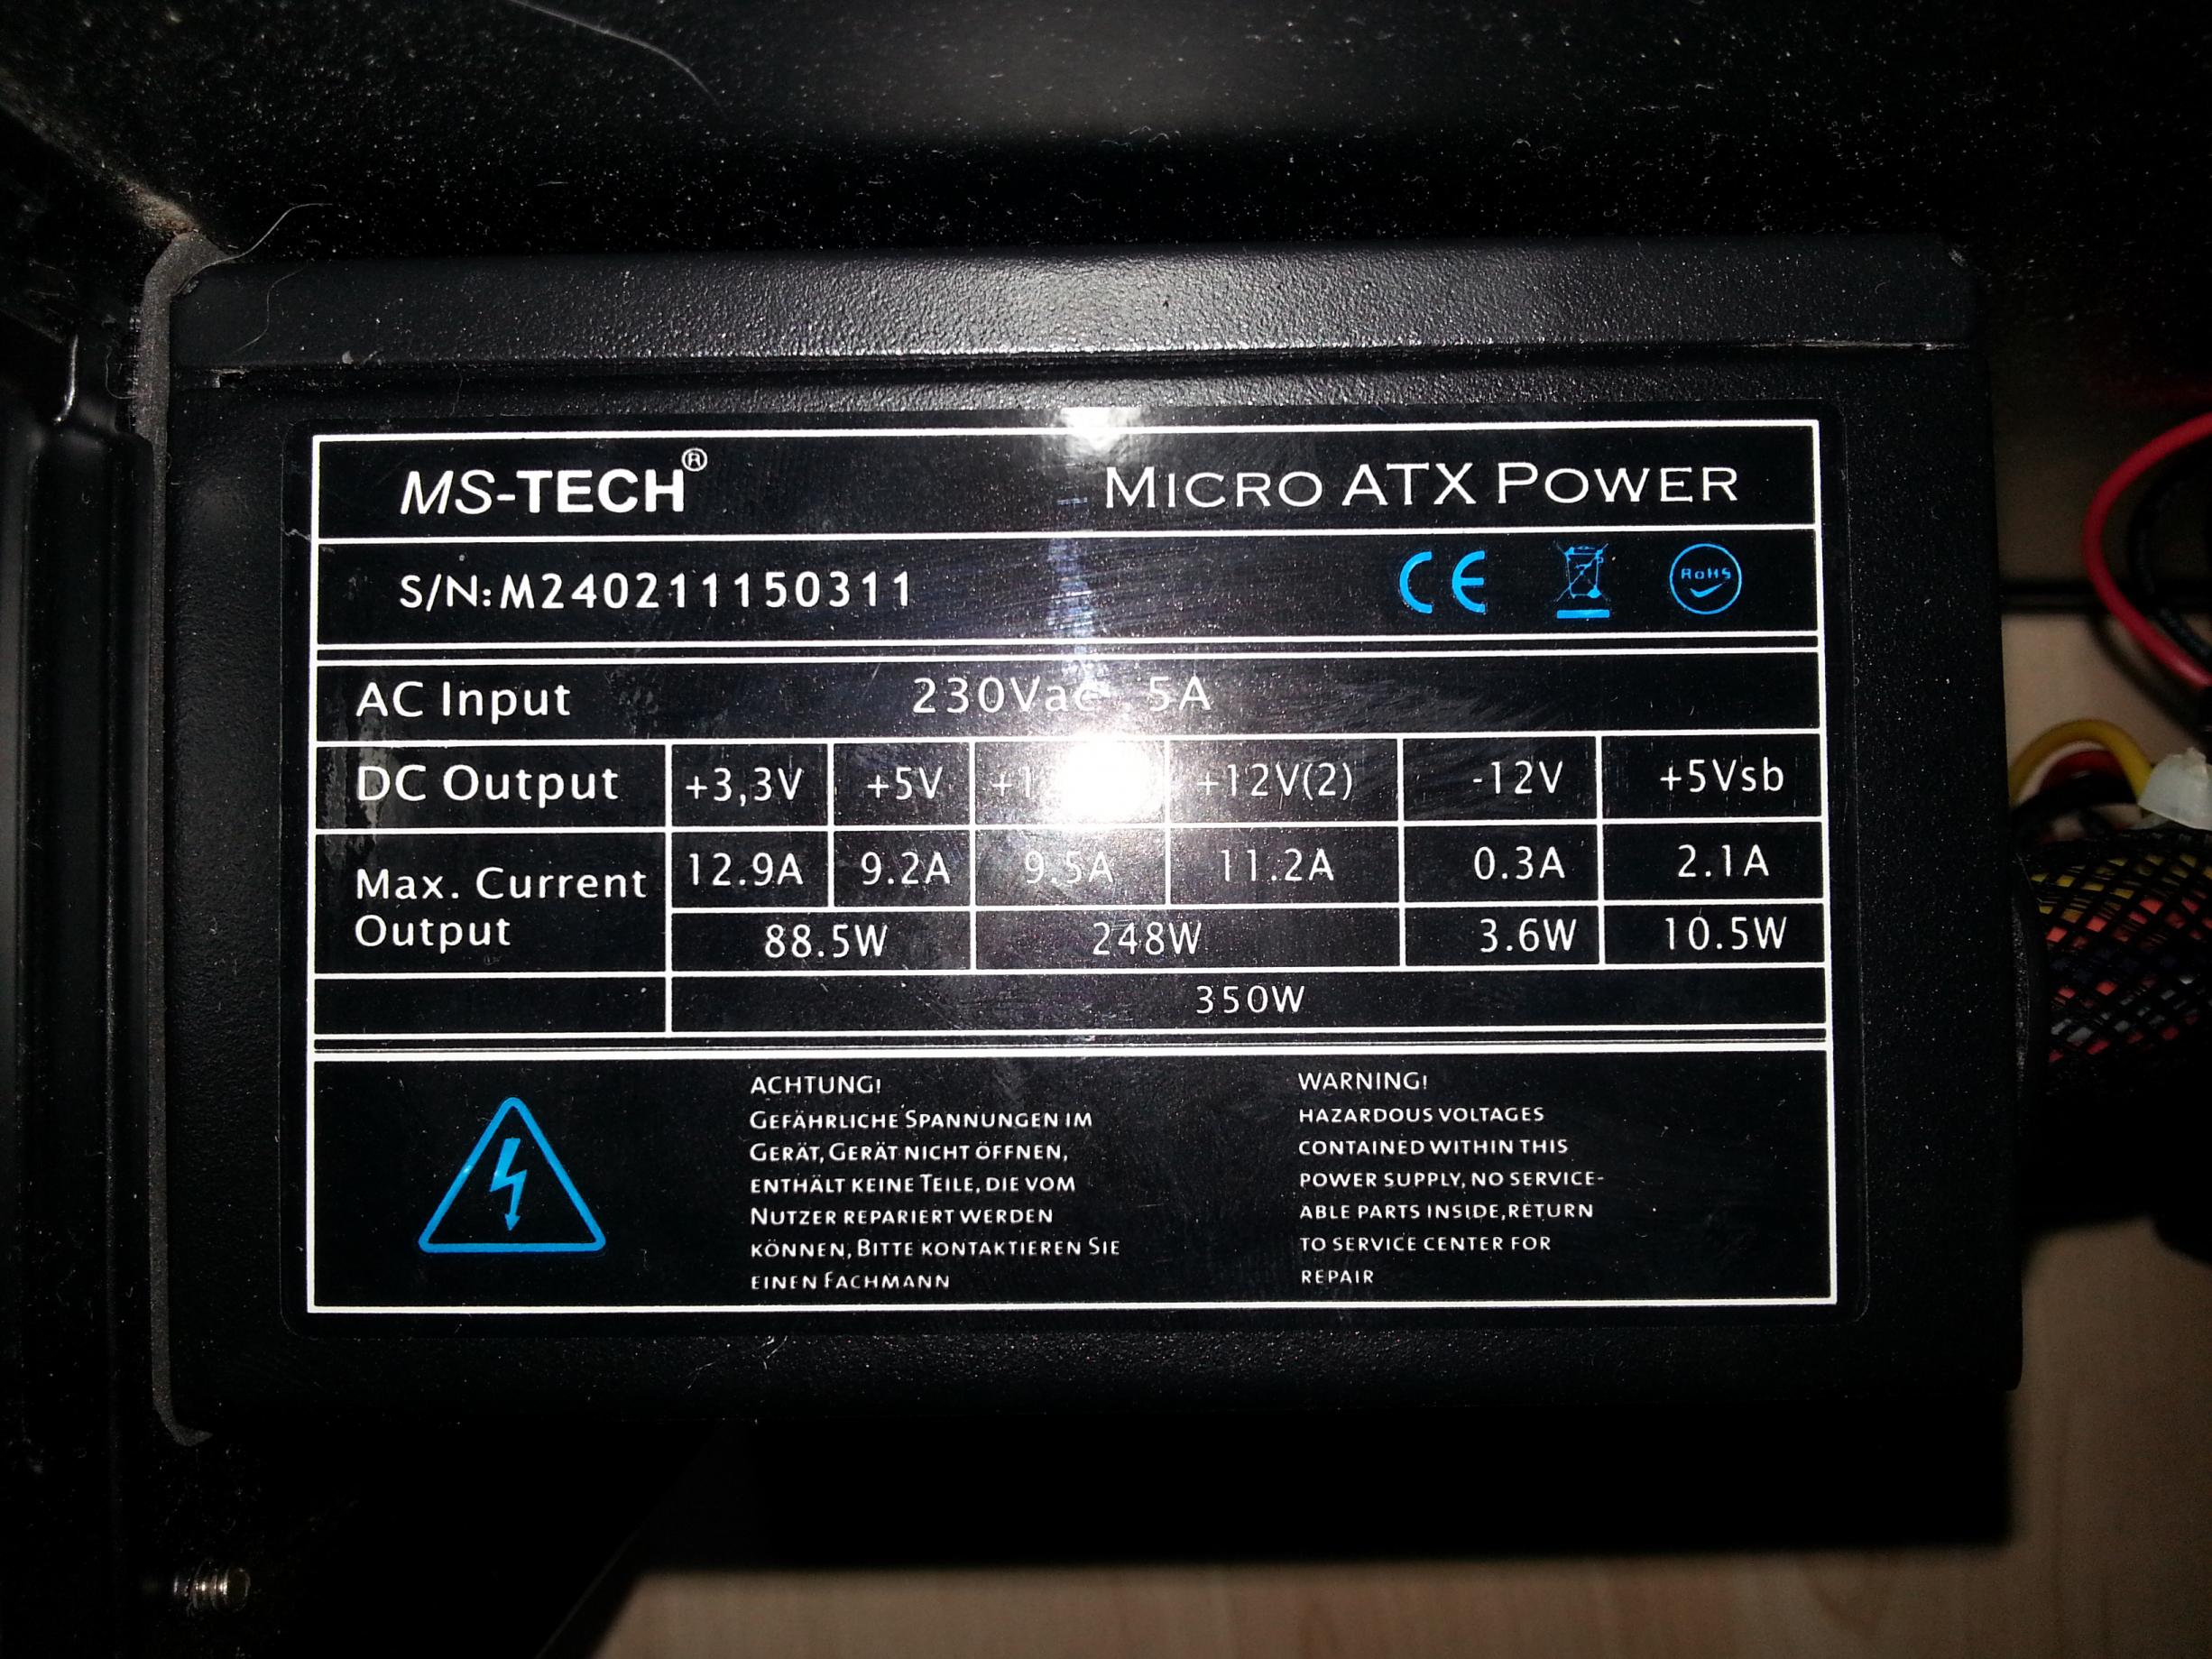 MS-TECH®
MICRO ATX POWER
S/N:M240211150311
CE
RoHS
AC Input 230Vac 5A
DC Output +3,3V +5V +12V(2) -12V +5Vsb
Max. Current Output 12.9A 9.2A 9.5A 11.2A 0.3A 2.1A
88.5W 248W 3.6W 10.5W
350W
ACHTUNG!
GEFÄHRLICHE SPANNUNGEN IM
GERÄT, GERÄT NICHT ÖFFNEN,
ENTHÄLT KEINE TEILE, DIE VOM
NUTZER REPARIERT WERDEN
KÖNNEN, BITTE KONTAKTIEREN SIE
EINEN FACHMANN
WARNING!
HAZARDOUS VOLTAGES
CONTAINED WITHIN THIS
POWER SUPPLY, NO SERVICE-
ABLE PARTS INSIDE,RETURN
TO SERVICE CENTER FOR
REPAIR